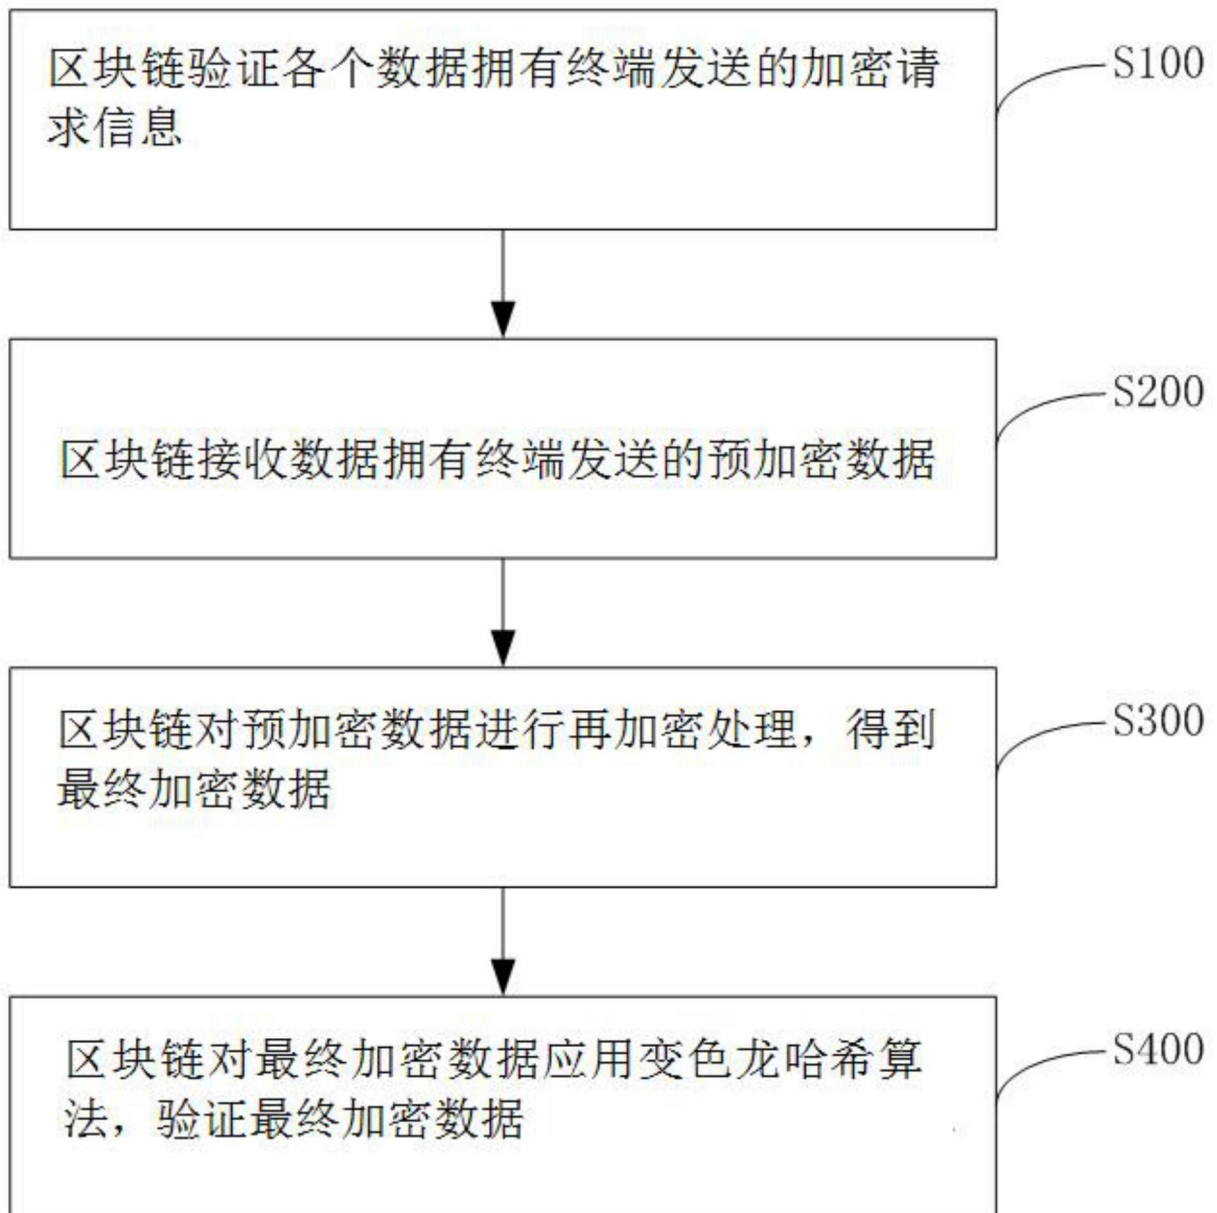 区块链验证各个数据拥有终端发送的加密请
求信息
S100
区块链接收数据拥有终端发送的预加密数据
S200
区块链对预加密数据进行再加密处理，得到
最终加密数据
S300
区块链对最终加密数据应用变色龙哈希算
法，验证最终加密数据
S400